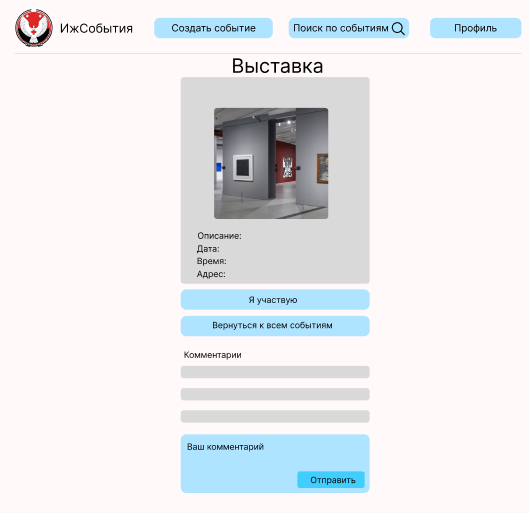 ИжСобытия
Создать событие
Поиск по событиям
Профиль
Выставка
Описание:
Дата:
Время:
Адрес:
Я участвую
Вернуться к всем событиям
Комментарии
Ваш комментарий
Отправить